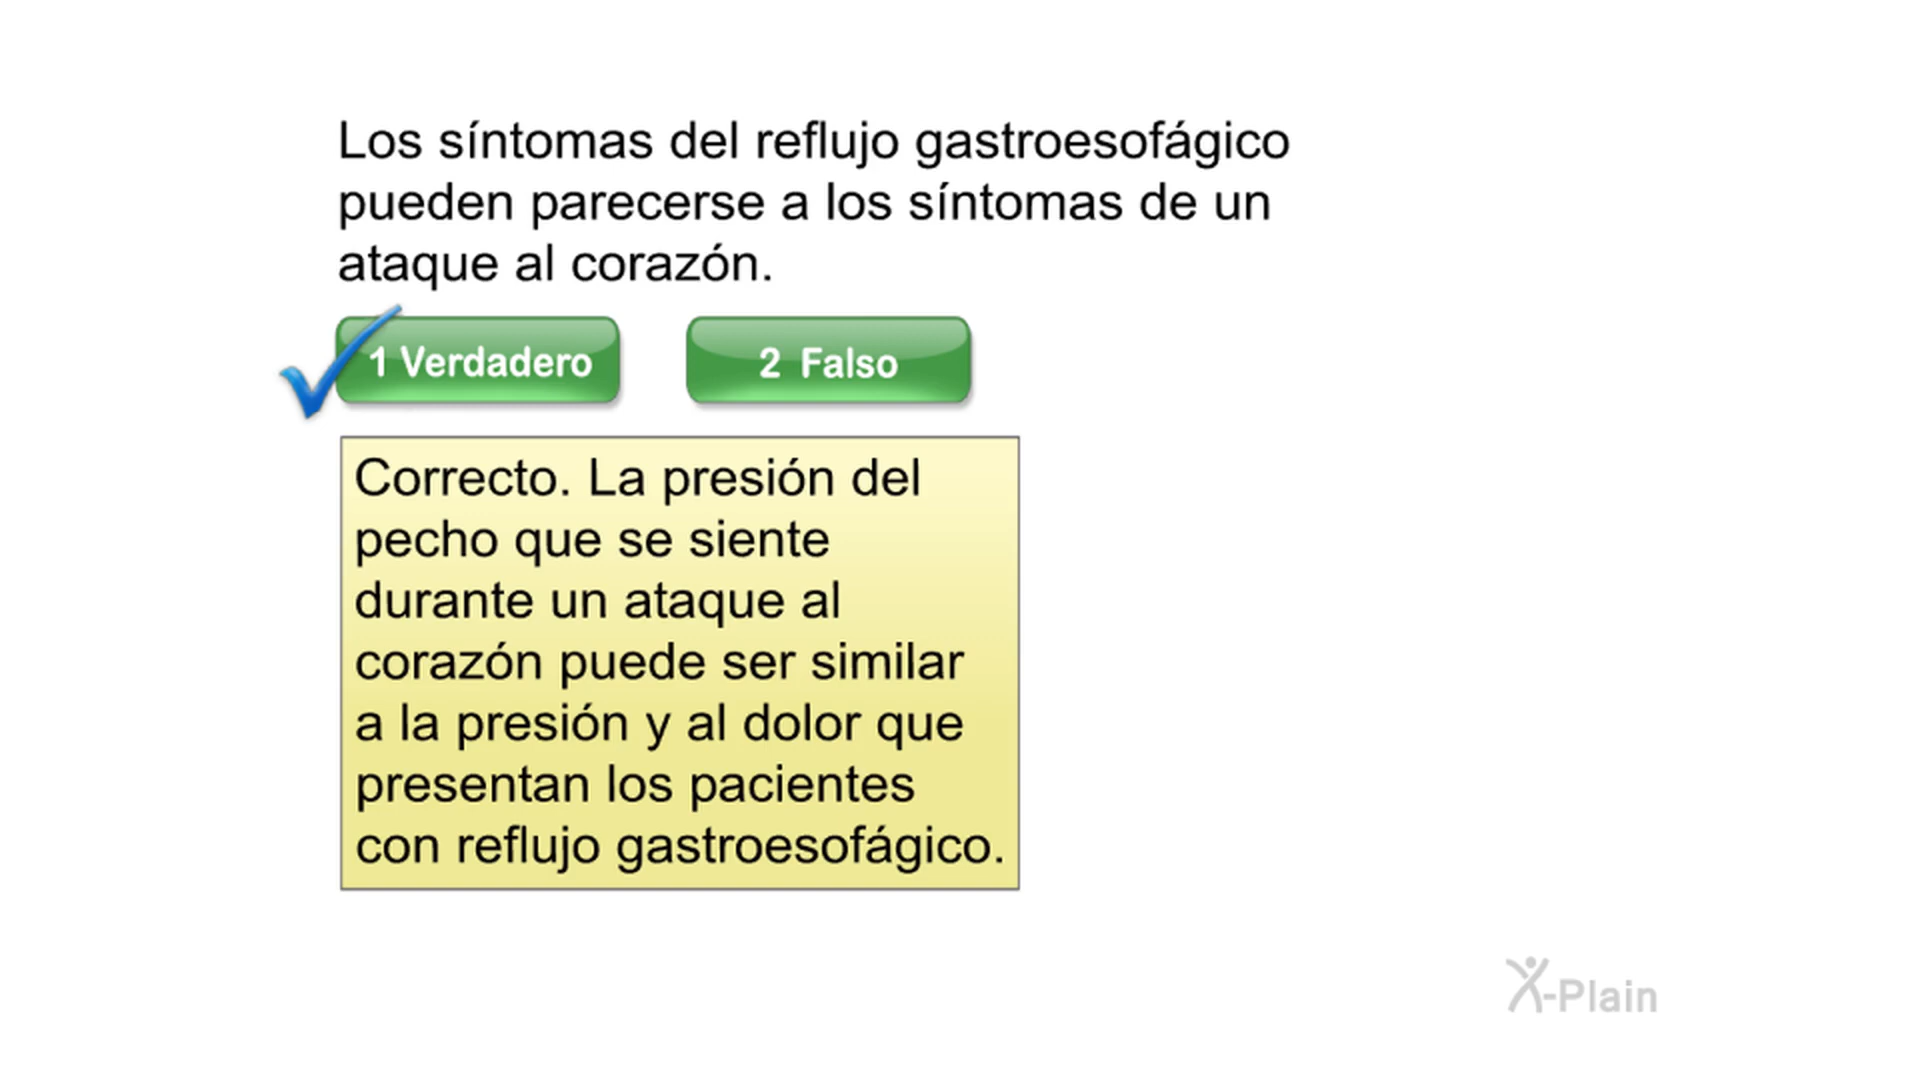 Los síntomas del reflujo gastroesofágico
pueden parecerse a los síntomas de un
ataque al corazón.
1 Verdadero
2 Falso
Correcto. La presión del
pecho que se siente
durante un ataque al
corazón puede ser similar
a la presión y al dolor que
presentan los pacientes
con reflujo gastroesofágico.
X-Plain